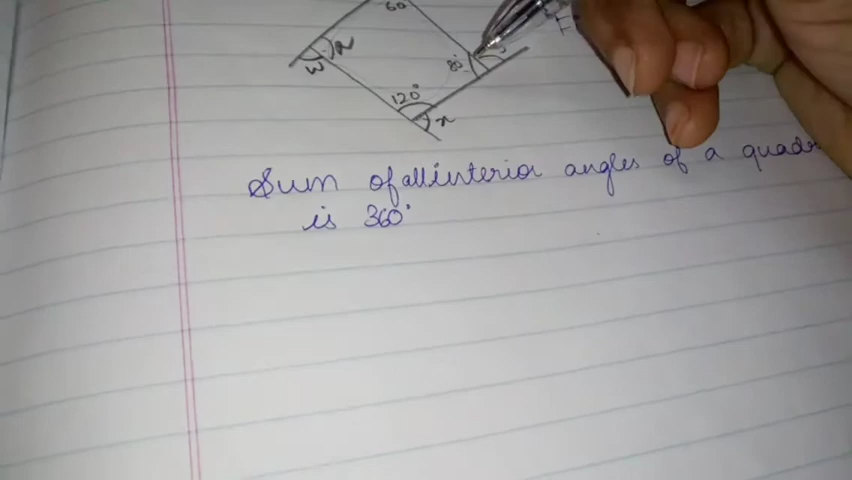 60
a
w
80°
120°
x
F
Sum of all interior angles of a quadr
is 360°